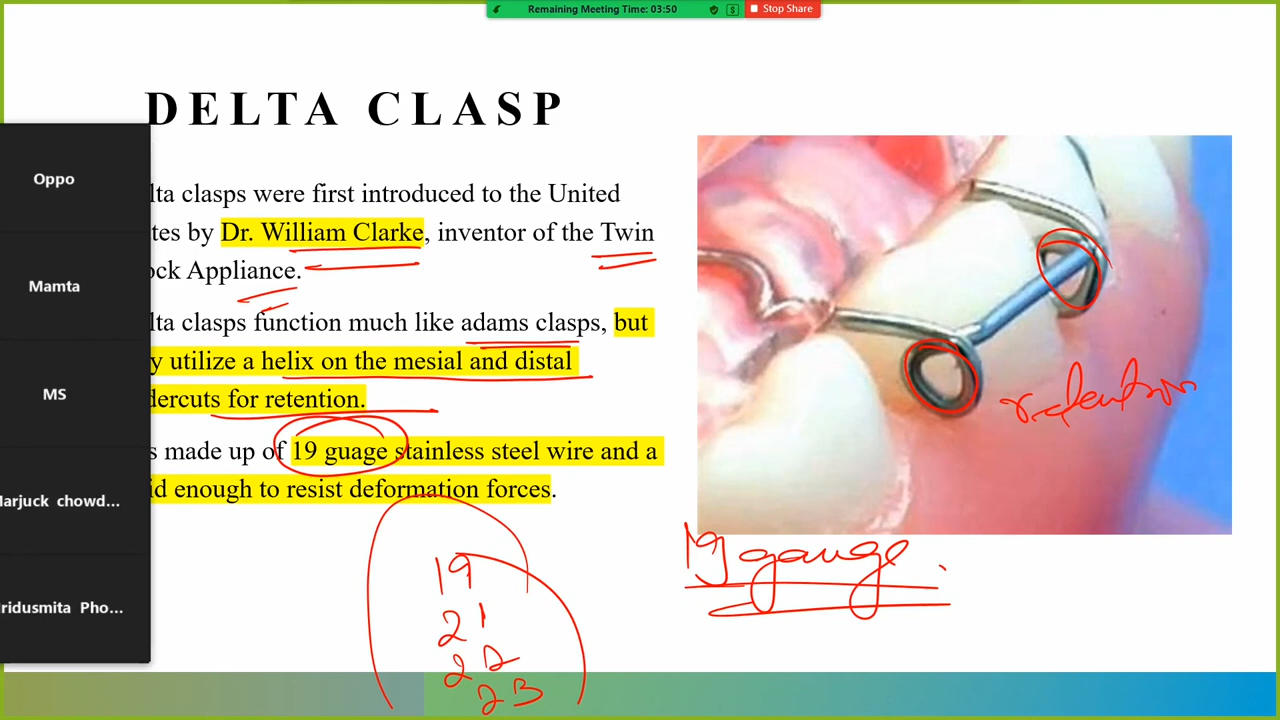 Remaining Meeting Time: 03:50
Stop Share
DELTA CLASP
Oppo
Mamta
MS
Marjuck chowd...
ridusmita Pho...
lta clasps were first introduced to the United
tes by Dr. William Clarke, inventor of the Twin
ock Appliance.
lta clasps function much like adams clasps, but
y utilize a helix on the mesial and distal
dercuts for retention.
s made up of 19 guage stainless steel wire and a
id enough to resist deformation forces.
retention
19 gauge.
19
21
22
23